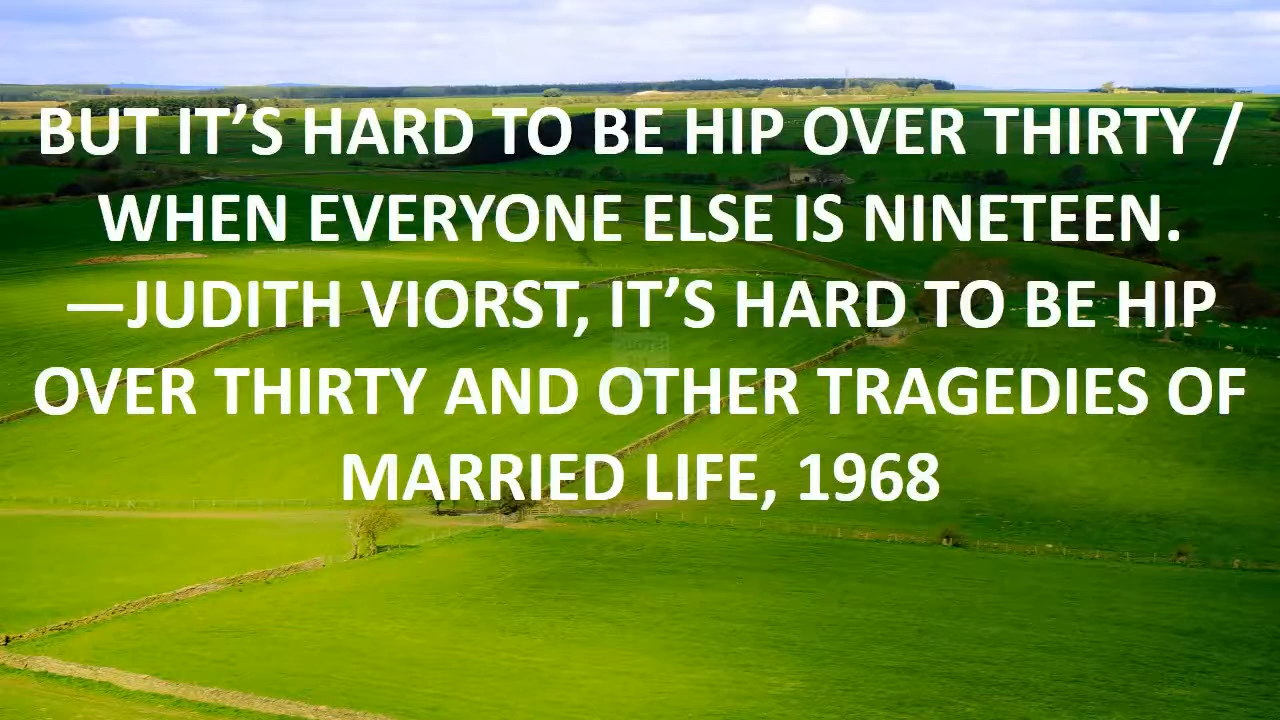 BUT IT’S HARD TO BE HIP OVER THIRTY /
WHEN EVERYONE ELSE IS NINETEEN.
—JUDITH VIORST, IT’S HARD TO BE HIP
OVER THIRTY AND OTHER TRAGEDIES OF
MARRIED LIFE, 1968